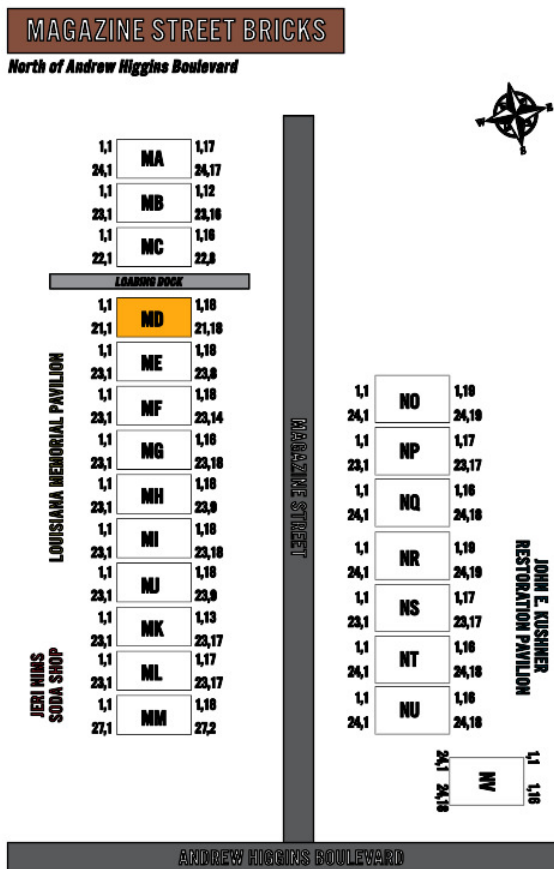 MAGAZINE STREET BRICKS
North of Andrew Higgins Boulevard
N
W
E
S
1,1 MA 1,17
24,1 24,17
1,1 MB 1,12
23,1 23,16
1,1 MC 1,16
22,1 22,8
LOADING DOCK
1,1 MD 1,18
21,1 21,18
1,1 ME 1,18
23,1 23,8
1,1 MF 1,18
23,1 23,14
1,1 MG 1,16
23,1 23,18
1,1 MH 1,18
23,1 23,9
1,1 MI 1,18
23,1 23,18
1,1 MJ 1,18
23,1 23,9
1,1 MK 1,13
23,1 23,17
1,1 ML 1,17
23,1 23,17
1,1 MM 1,18
27,1 27,2
LOUISIANA MEMORIAL PAVILION
JERI NIMS
SODA SHOP
MAGAZINE STREET
1,1 NO 1,19
24,1 24,19
1,1 NP 1,17
23,1 23,17
1,1 NQ 1,16
24,1 24,18
1,1 NR 1,19
24,1 24,19
1,1 NS 1,17
23,1 23,17
1,1 NT 1,16
24,1 24,18
1,1 NU 1,16
24,1 24,18
JOHN E. KUSHNER
RESTORATION PAVILION
1,1 NV 1,16
24,1 24,18
ANDREW HIGGINS BOULEVARD